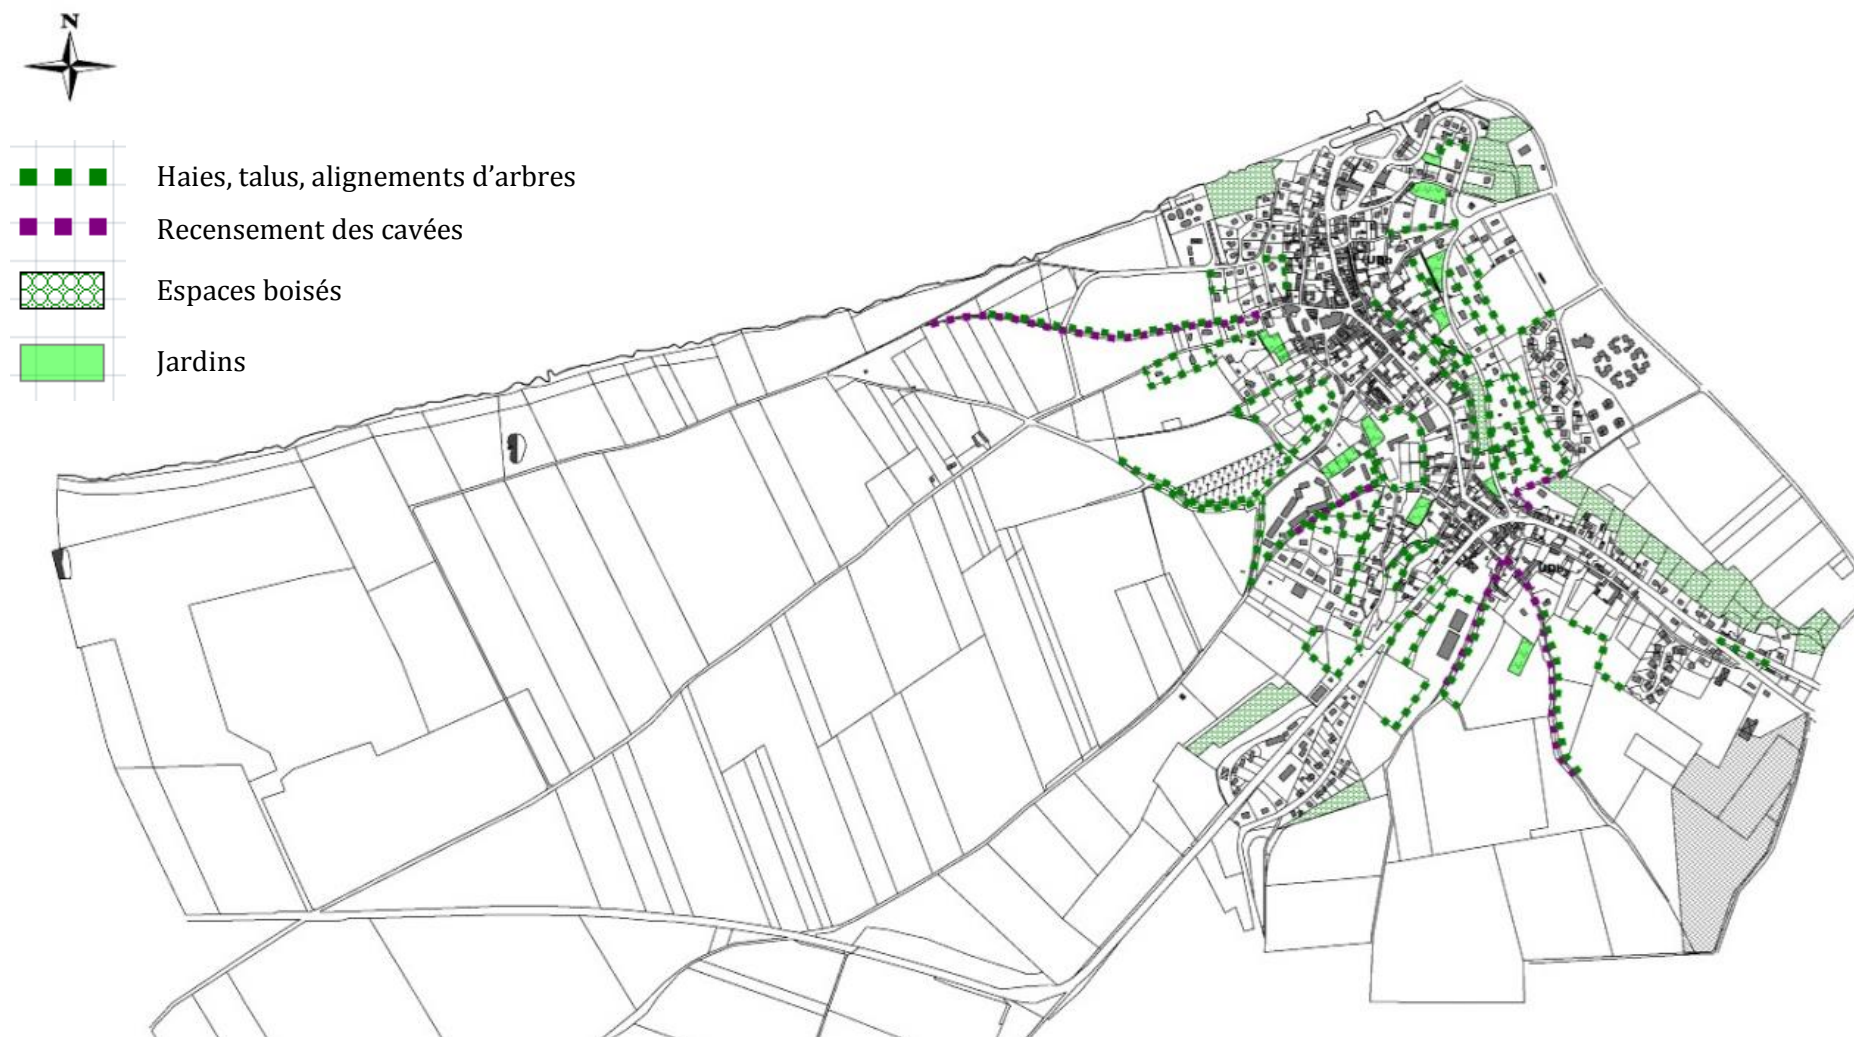 N
Haies, talus, alignements d'arbres
Recensement des cavées
Espaces boisés
Jardins